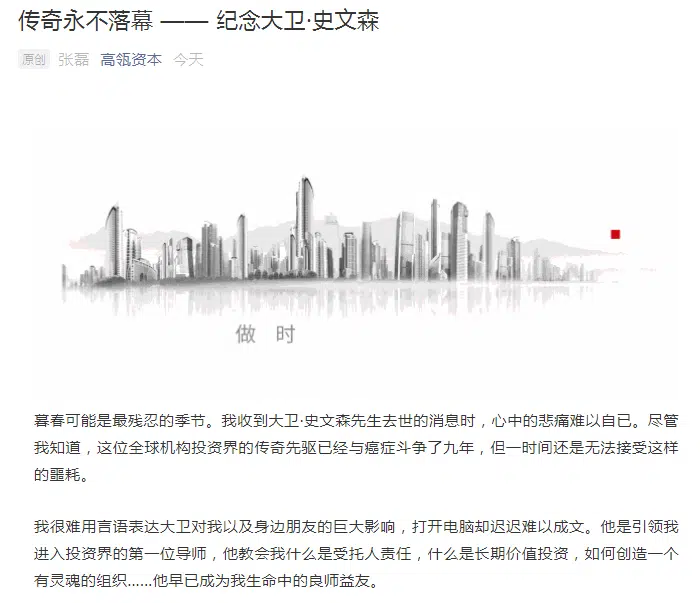 传奇永不落幕 —— 纪念大卫·史文森
原创 张磊 高瓴资本 今天
做 时
暮春可能是最残忍的季节。我收到大卫·史文森先生去世的消息时，心中的悲痛难以自已。尽管
我知道，这位全球机构投资界的传奇先驱已经与癌症斗争了九年，但一时间还是无法接受这样
的噩耗。
我很难用言语表达大卫对我以及身边朋友的巨大影响，打开电脑却迟迟难以成文。他是引领我
进入投资界的第一位导师，他教会我什么是受托人责任，什么是长期价值投资，如何创造一个
有灵魂的组织......他早已成为我生命中的良师益友。